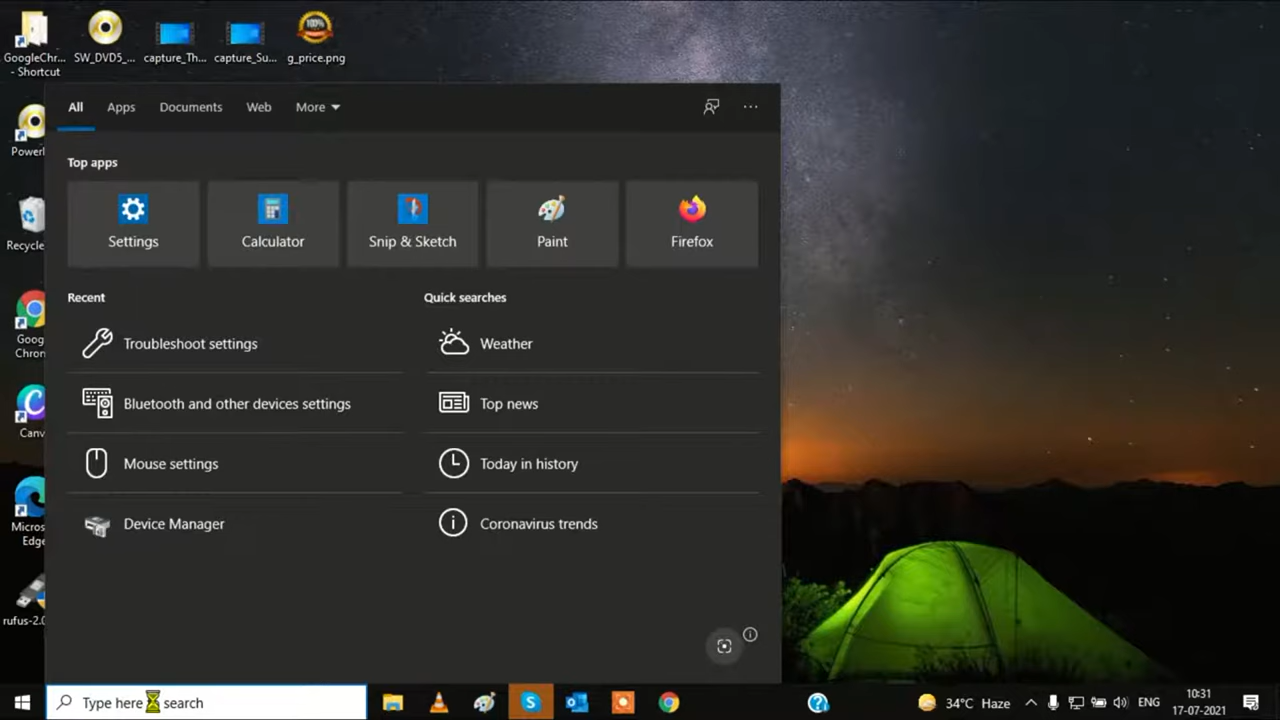 GoogleChr...
- Shortcut
SW_DVD5_...
capture_Th...
capture_Su...
100%
g_price.png
Recycle
Canv
Micros
Edge
rufus-2.0
All
Apps
Documents
Web
More
Top apps
Settings
Calculator
Snip & Sketch
Paint
Firefox
Recent
Troubleshoot settings
Bluetooth and other devices settings
Mouse settings
Device Manager
Quick searches
Weather
Top news
Today in history
Coronavirus trends
Powerl
Goog
Chron
Type here search
34°C Haze
ENG
10:31
17-07-2021